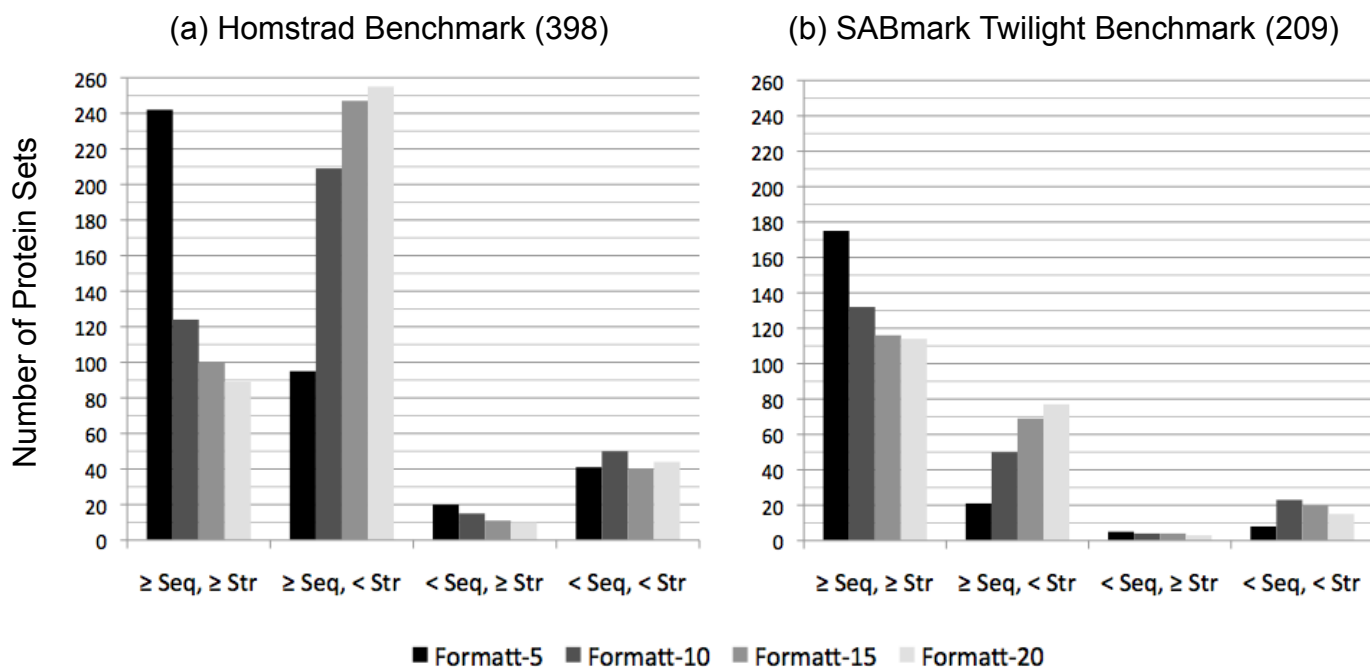 (a) Homstrad Benchmark (398)
(b) SABmark Twilight Benchmark (209)
Number of Protein Sets
260
240
220
200
180
160
140
120
100
80
60
40
20
0
≥ Seq, ≥ Str
≥ Seq, < Str
< Seq, ≥ Str
< Seq, < Str
260
240
220
200
180
160
140
120
100
80
60
40
20
0
≥ Seq, ≥ Str
≥ Seq, < Str
< Seq, ≥ Str
< Seq, < Str
Formatt-5 Formatt-10 Formatt-15 Formatt-20